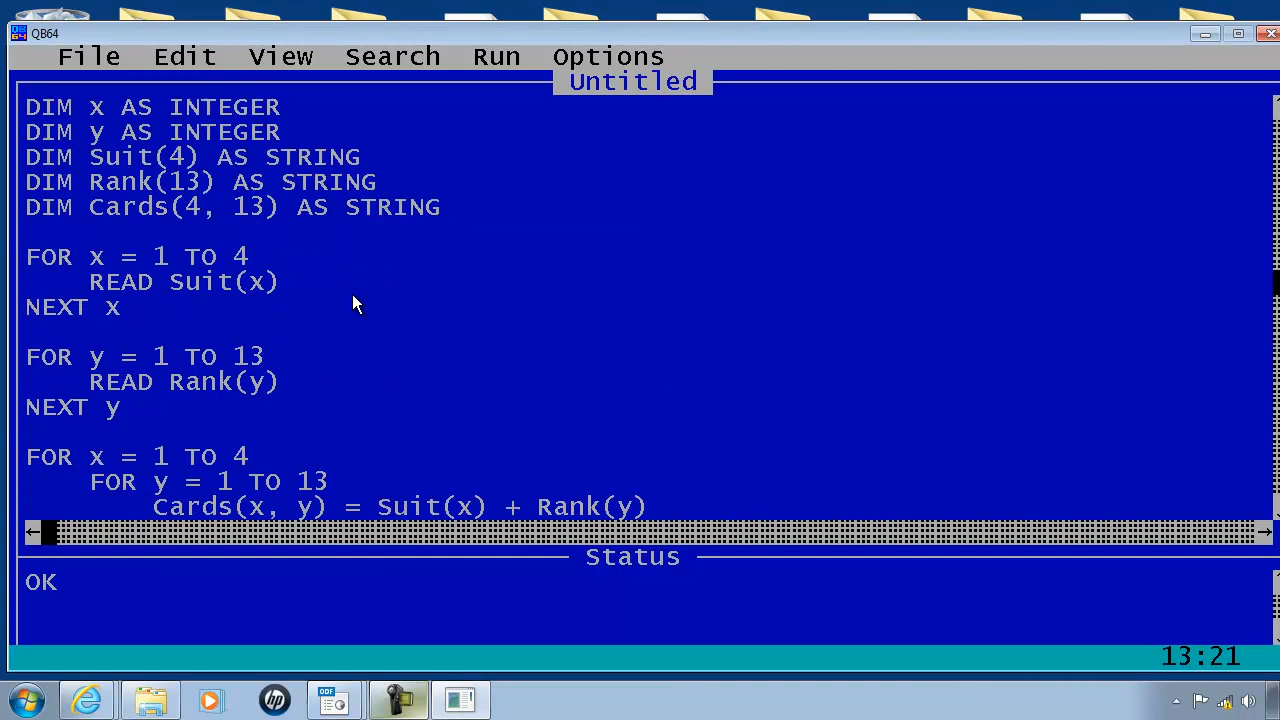 QB64
File Edit View Search Run Options
Untitled
DIM x AS INTEGER
DIM y AS INTEGER
DIM Suit(4) AS STRING
DIM Rank(13) AS STRING
DIM Cards(4, 13) AS STRING
FOR x = 1 TO 4
    READ Suit(x)
NEXT x
FOR y = 1 TO 13
    READ Rank(y)
NEXT y
FOR x = 1 TO 4
    FOR y = 1 TO 13
        Cards(x, y) = Suit(x) + Rank(y)
Status
OK
13:21
hp
ODF